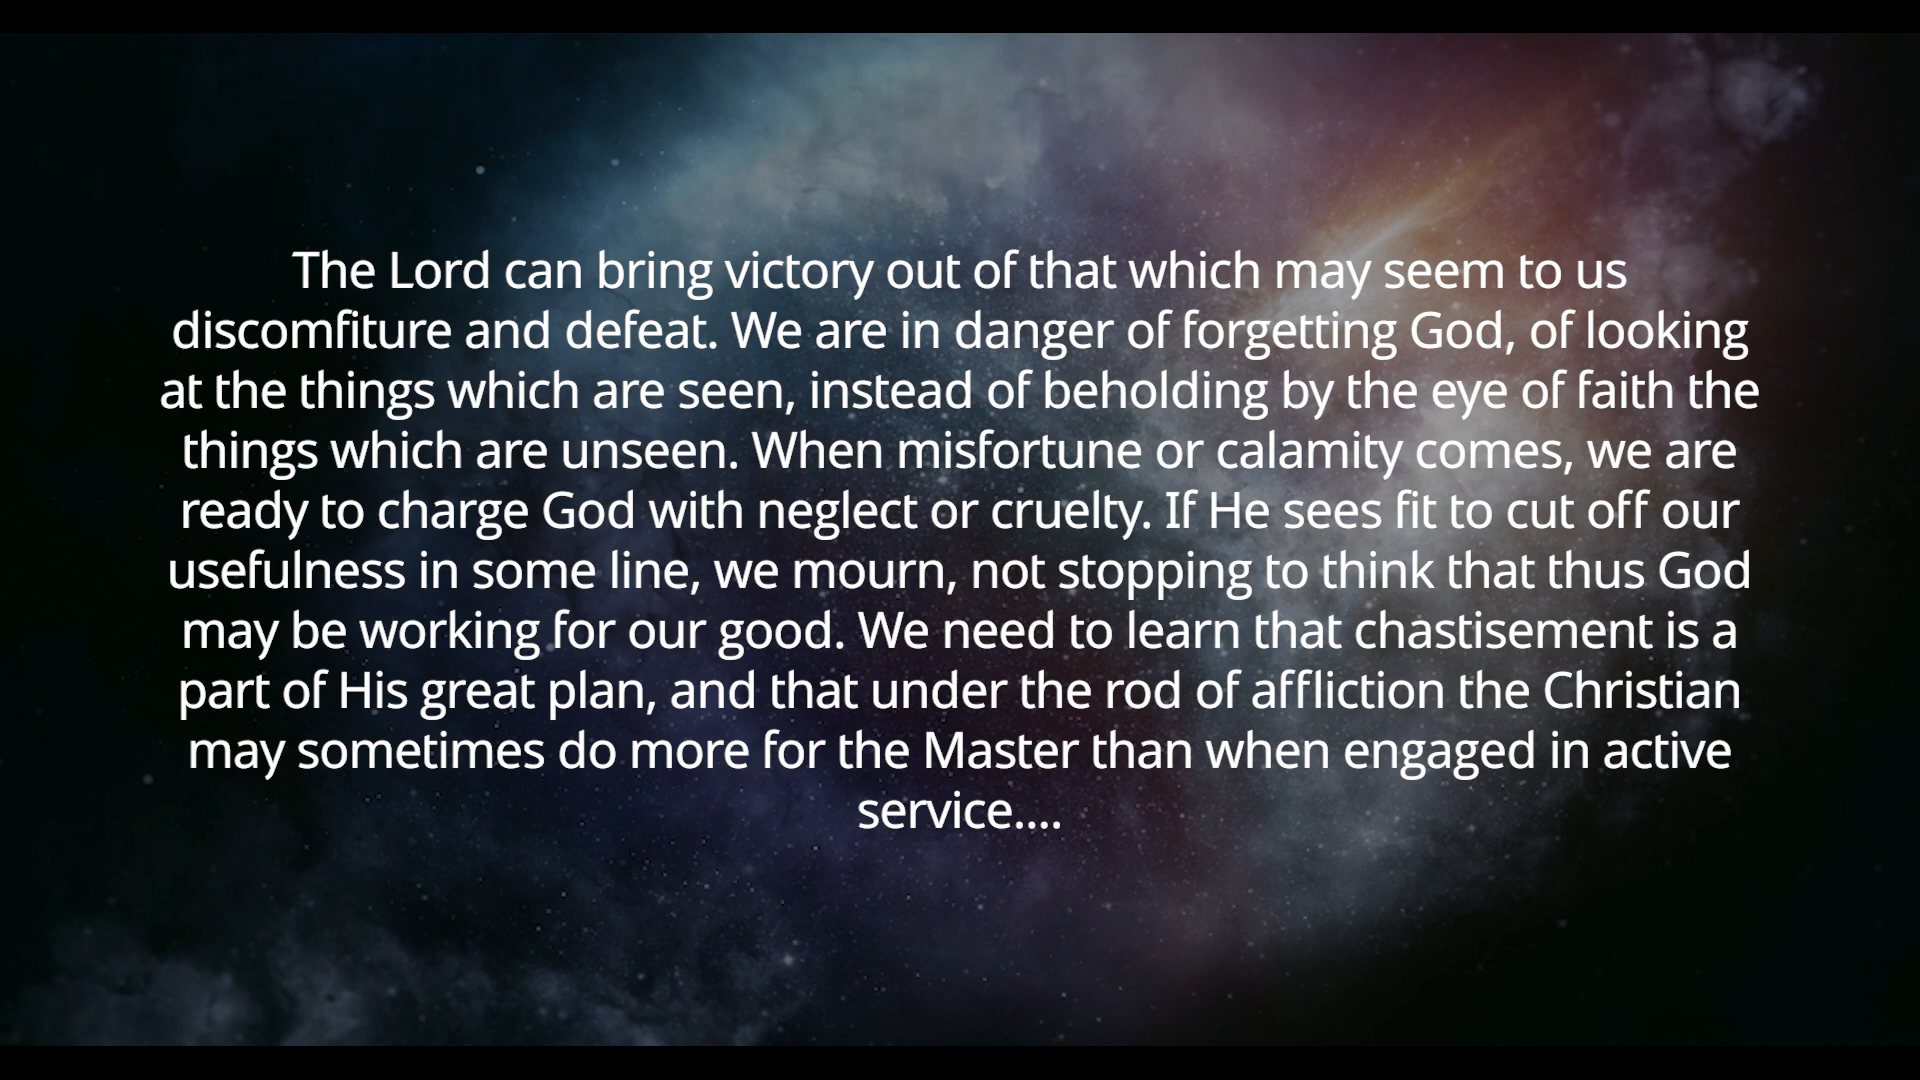 The Lord can bring victory out of that which may seem to us
discomfiture and defeat. We are in danger of forgetting God, of looking
at the things which are seen, instead of beholding by the eye of faith the
things which are unseen. When misfortune or calamity comes, we are
ready to charge God with neglect or cruelty. If He sees fit to cut off our
usefulness in some line, we mourn, not stopping to think that thus God
may be working for our good. We need to learn that chastisement is a
part of His great plan, and that under the rod of affliction the Christian
may sometimes do more for the Master than when engaged in active
service....